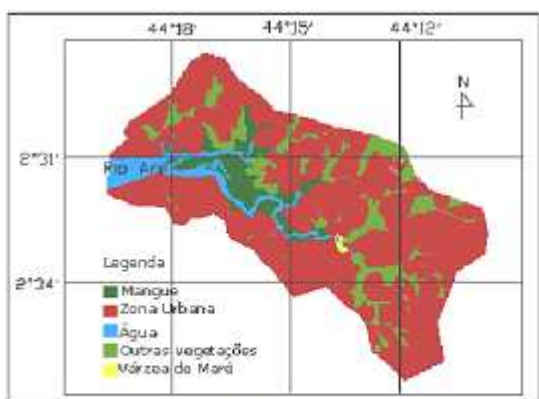 44°18' 44°15' 44°12'
N
2°31'
Rio Anil
2°34'
Legenda
Mangue
Zona Urbana
Água
Outras vegetações
Várzea de Maré